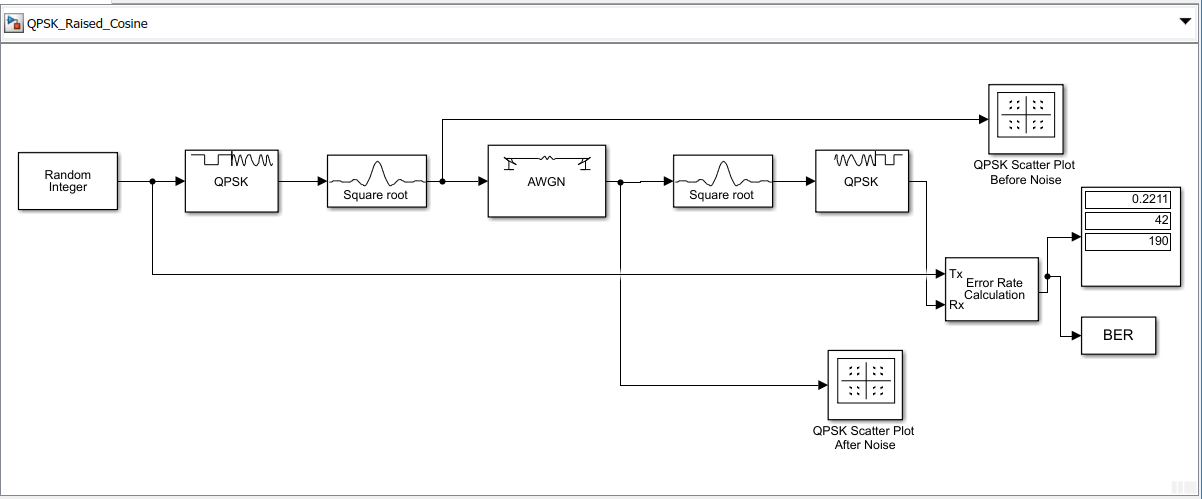 QPSK_Raised_Cosine
Random
Integer
QPSK
Square root
AWGN
Square root
QPSK
QPSK Scatter Plot
Before Noise
0.2211
42
190
Tx
Rx
Error Rate
Calculation
BER
QPSK Scatter Plot
After Noise